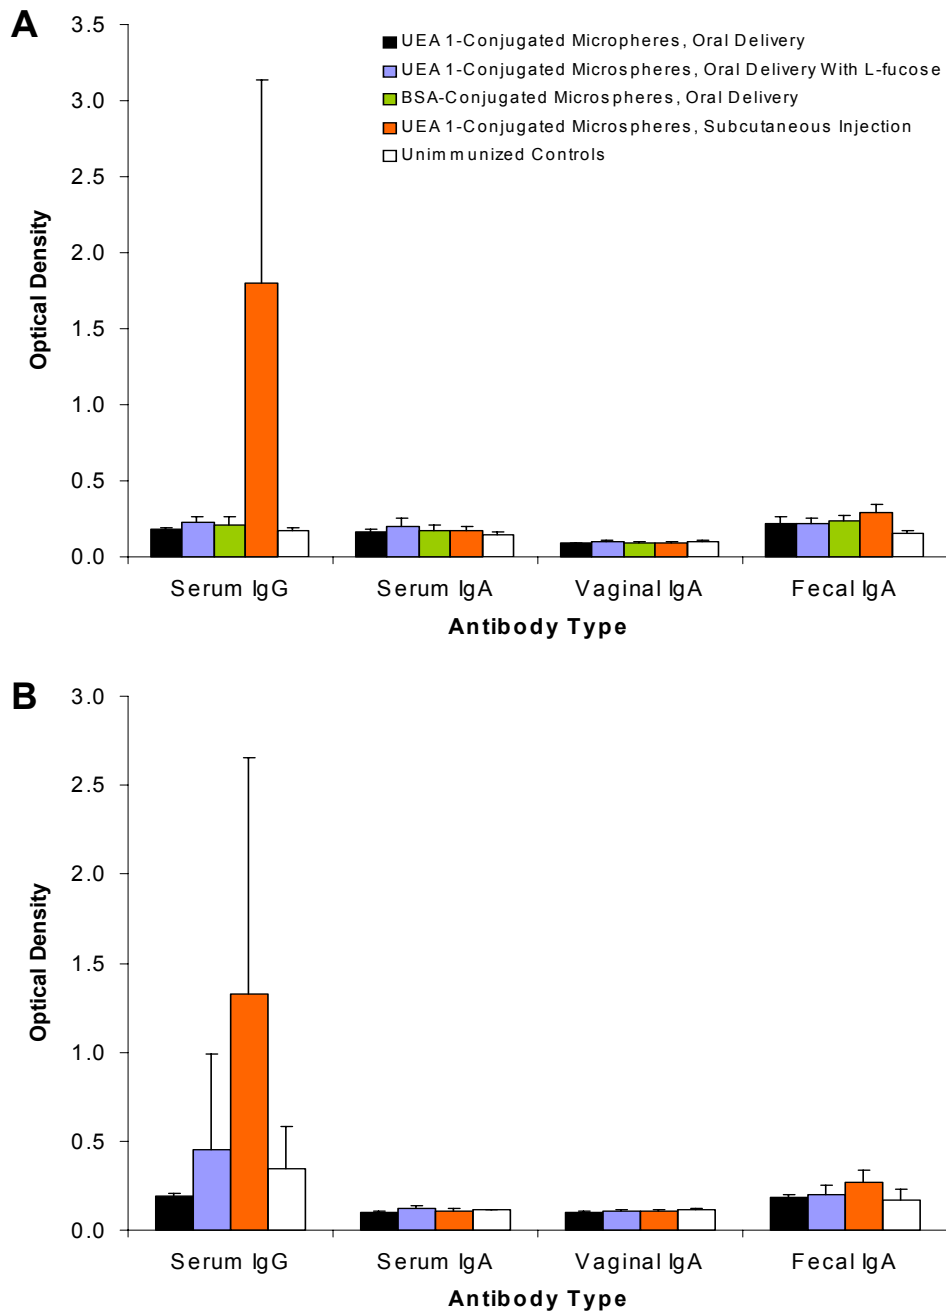 A
3.5
UEA 1-Conjugated Micropheres, Oral Delivery
UEA 1-Conjugated Microspheres, Oral Delivery With L-fucose
3.0
BSA-Conjugated Microspheres, Oral Delivery
UEA 1-Conjugated Microspheres, Subcutaneous Injection
Unimmunized Controls
2.5
2.0
1.5
1.0
0.5
0.0
Optical Density
Serum IgG Serum IgA Vaginal IgA Fecal IgA
Antibody Type
B
3.0
2.5
2.0
1.5
1.0
0.5
0.0
Optical Density
Serum IgG Serum IgA Vaginal IgA Fecal IgA
Antibody Type